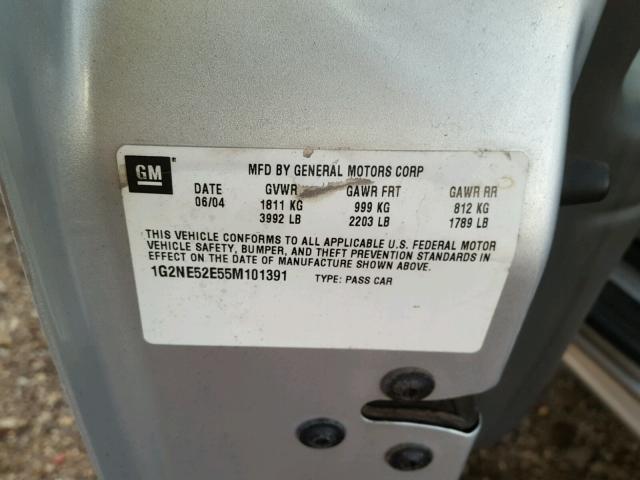 GM MFD BY GENERAL MOTORS CORP
DATE GVWR GAWR FRT GAWR RR
06/04 1811 KG 999 KG 812 KG
3992 LB 2203 LB 1789 LB
THIS VEHICLE CONFORMS TO ALL APPLICABLE U.S. FEDERAL MOTOR
VEHICLE SAFETY, BUMPER, AND THEFT PREVENTION STANDARDS IN
EFFECT ON THE DATE OF MANUFACTURE SHOWN ABOVE.
1G2NE52E55M101391 TYPE: PASS CAR